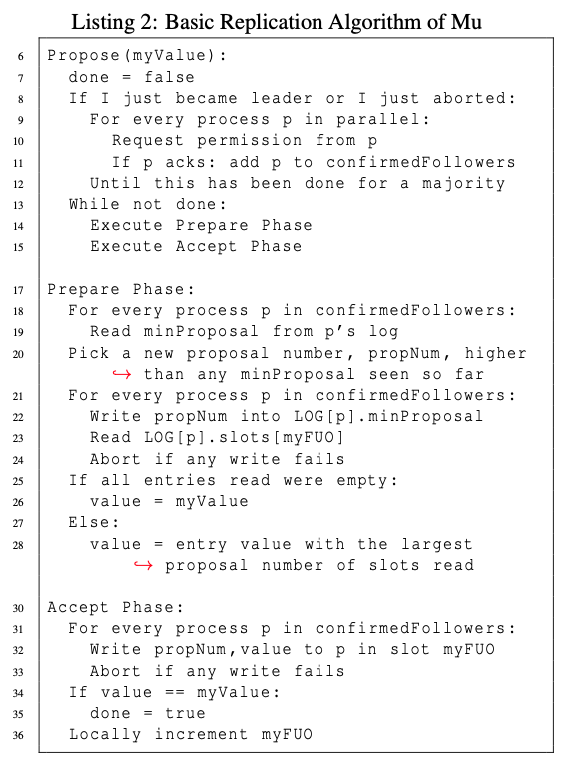 Listing 2: Basic Replication Algorithm of Mu
6 Propose(myValue):
7 done = false
8 If I just became leader or I just aborted:
9 For every process p in parallel:
10 Request permission from p
11 If p acks: add p to confirmedFollowers
12 Until this has been done for a majority
13 While not done:
14 Execute Prepare Phase
15 Execute Accept Phase
17 Prepare Phase:
18 For every process p in confirmedFollowers:
19 Read minProposal from p's log
20 Pick a new proposal number, propNum, higher
↪ than any minProposal seen so far
21 For every process p in confirmedFollowers:
22 Write propNum into LOG[p].minProposal
23 Read LOG[p].slots[myFUO]
24 Abort if any write fails
25 If all entries read were empty:
26 value = myValue
27 Else:
28 value = entry value with the largest
↪ proposal number of slots read
30 Accept Phase:
31 For every process p in confirmedFollowers:
32 Write propNum,value to p in slot myFUO
33 Abort if any write fails
34 If value == myValue:
35 done = true
36 Locally increment myFUO